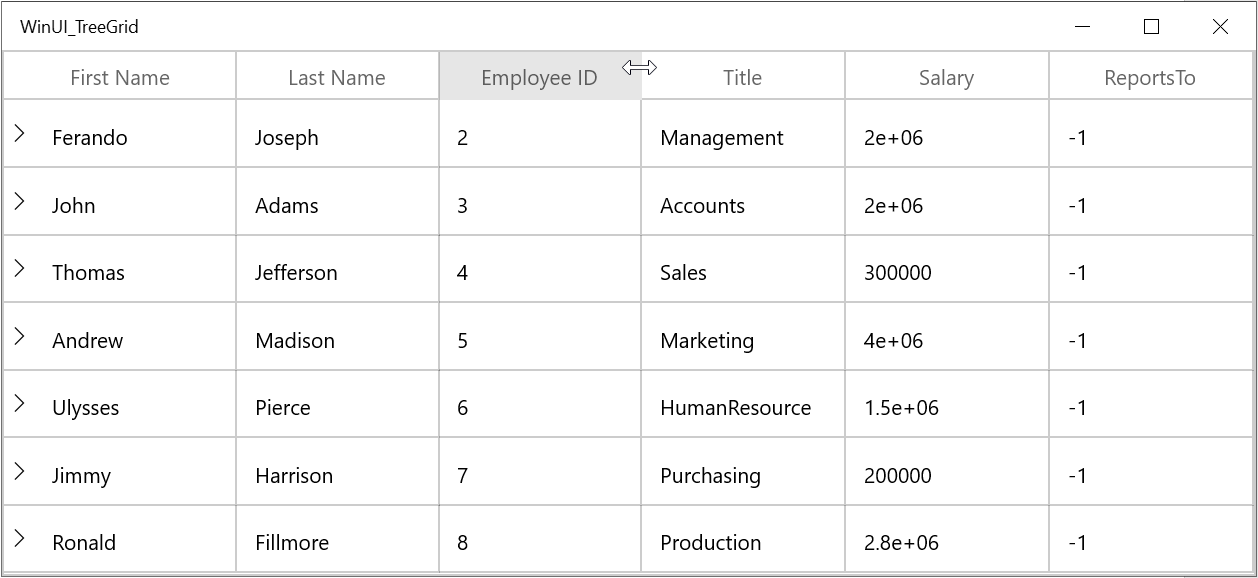 WinUI_TreeGrid
First Name Last Name Employee ID Title Salary ReportsTo
Ferando Joseph 2 Management 2e+06 -1
John Adams 3 Accounts 2e+06 -1
Thomas Jefferson 4 Sales 300000 -1
Andrew Madison 5 Marketing 4e+06 -1
Ulysses Pierce 6 HumanResource 1.5e+06 -1
Jimmy Harrison 7 Purchasing 200000 -1
Ronald Fillmore 8 Production 2.8e+06 -1